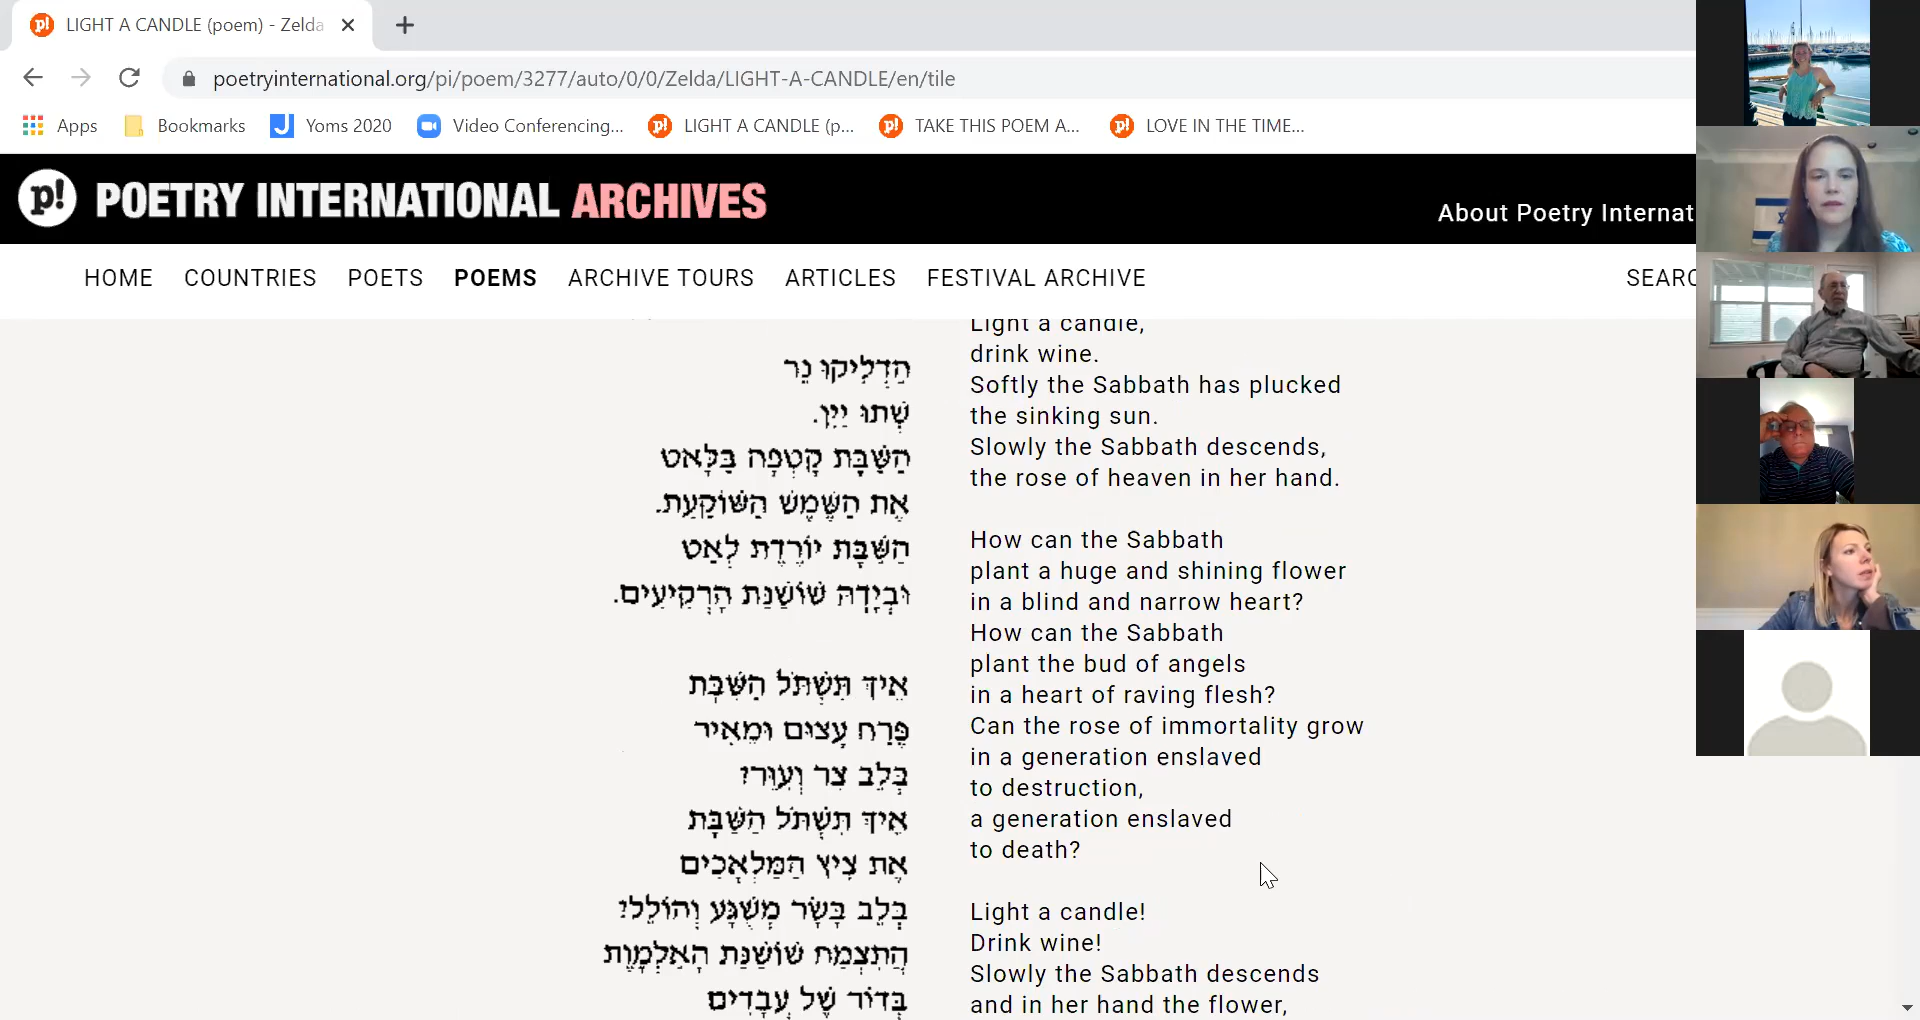 LIGHT A CANDLE (poem) - Zelda
poetryinternational.org/pi/poem/3277/auto/0/0/Zelda/LIGHT-A-CANDLE/en/tile
Apps Bookmarks Yoms 2020 Video Conferencing... LIGHT A CANDLE (p... TAKE THIS POEM A... LOVE IN THE TIME...
p! POETRY INTERNATIONAL ARCHIVES
About Poetry Internat
HOME COUNTRIES POETS POEMS ARCHIVE TOURS ARTICLES FESTIVAL ARCHIVE SEARC
הַדְלִיקוּ נֵר
שְׁתוּ יַיִן.
הַשַּׁבָּת קָטְפָה בַּלָּאט
אֶת הַשֶּׁמֶשׁ הַשּׁוֹקַעַת.
הַשַּׁבָּת יוֹרֶדֶת לְאַט
וּבְיָדָהּ שׁוֹשַׁנַּת הָרְקִיעִים.
אֵיךְ תִּשְׁתֹּל הַשַּׁבָּת
פֶּרַח עָצוּם וּמֵאִיר
בְּלֵב צַר וְעִוֵּר?
אֵיךְ תִּשְׁתֹּל הַשַּׁבָּת
אֶת צִיץ הַמַּלְאָכִים
בְּלֵב בָּשָׂר מְשֻׁגָּע וְהוֹלֵל?
הֲתִצְמַח שׁוֹשַׁנַּת הָאַלְמָוֶת
בְּדוֹר שֶׁל עֲבָדִים
Light a candle,
drink wine.
Softly the Sabbath has plucked
the sinking sun.
Slowly the Sabbath descends,
the rose of heaven in her hand.
How can the Sabbath
plant a huge and shining flower
in a blind and narrow heart?
How can the Sabbath
plant the bud of angels
in a heart of raving flesh?
Can the rose of immortality grow
in a generation enslaved
to destruction,
a generation enslaved
to death?
Light a candle!
Drink wine!
Slowly the Sabbath descends
and in her hand the flower,